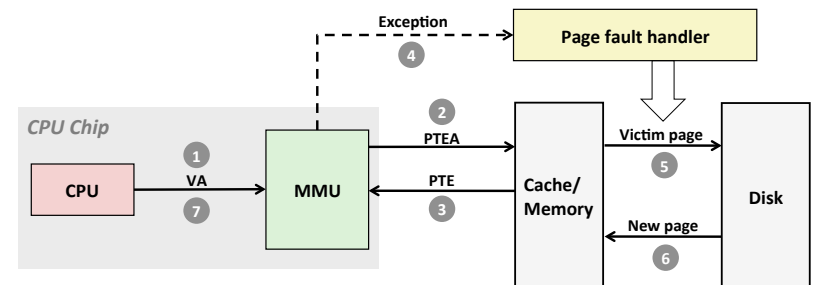 Exception
4
Page fault handler
CPU Chip
2
PTEA
Victim page
5
1
VA
7
CPU
MMU
PTE
3
Cache/
Memory
Disk
New page
6